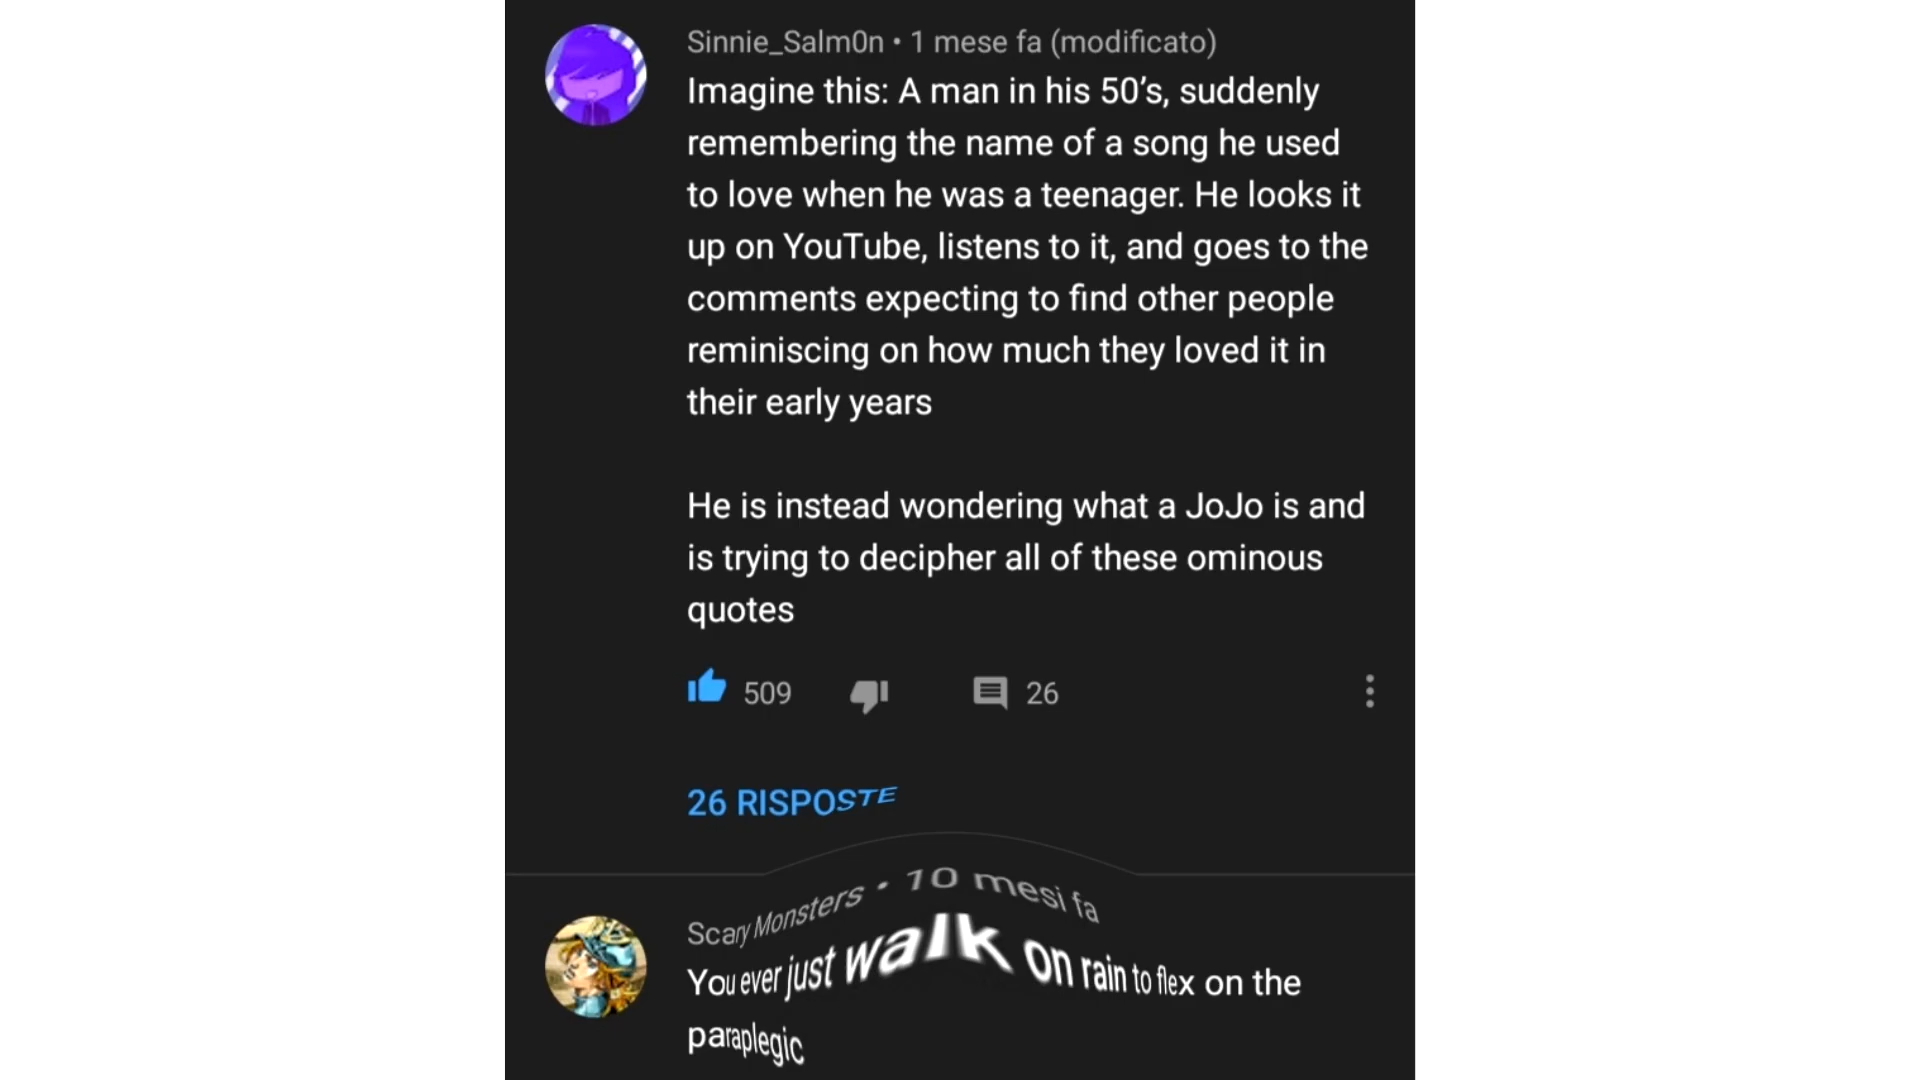 Sinnie_Salm0n • 1 mese fa (modificato)
Imagine this: A man in his 50's, suddenly
remembering the name of a song he used
to love when he was a teenager. He looks it
up on YouTube, listens to it, and goes to the
comments expecting to find other people
reminiscing on how much they loved it in
their early years
He is instead wondering what a JoJo is and
is trying to decipher all of these ominous
quotes
509 26
26 RISPOSTE
Scary Monsters • 10 mesi fa
You ever just walk on rain to flex on the
paraplegic